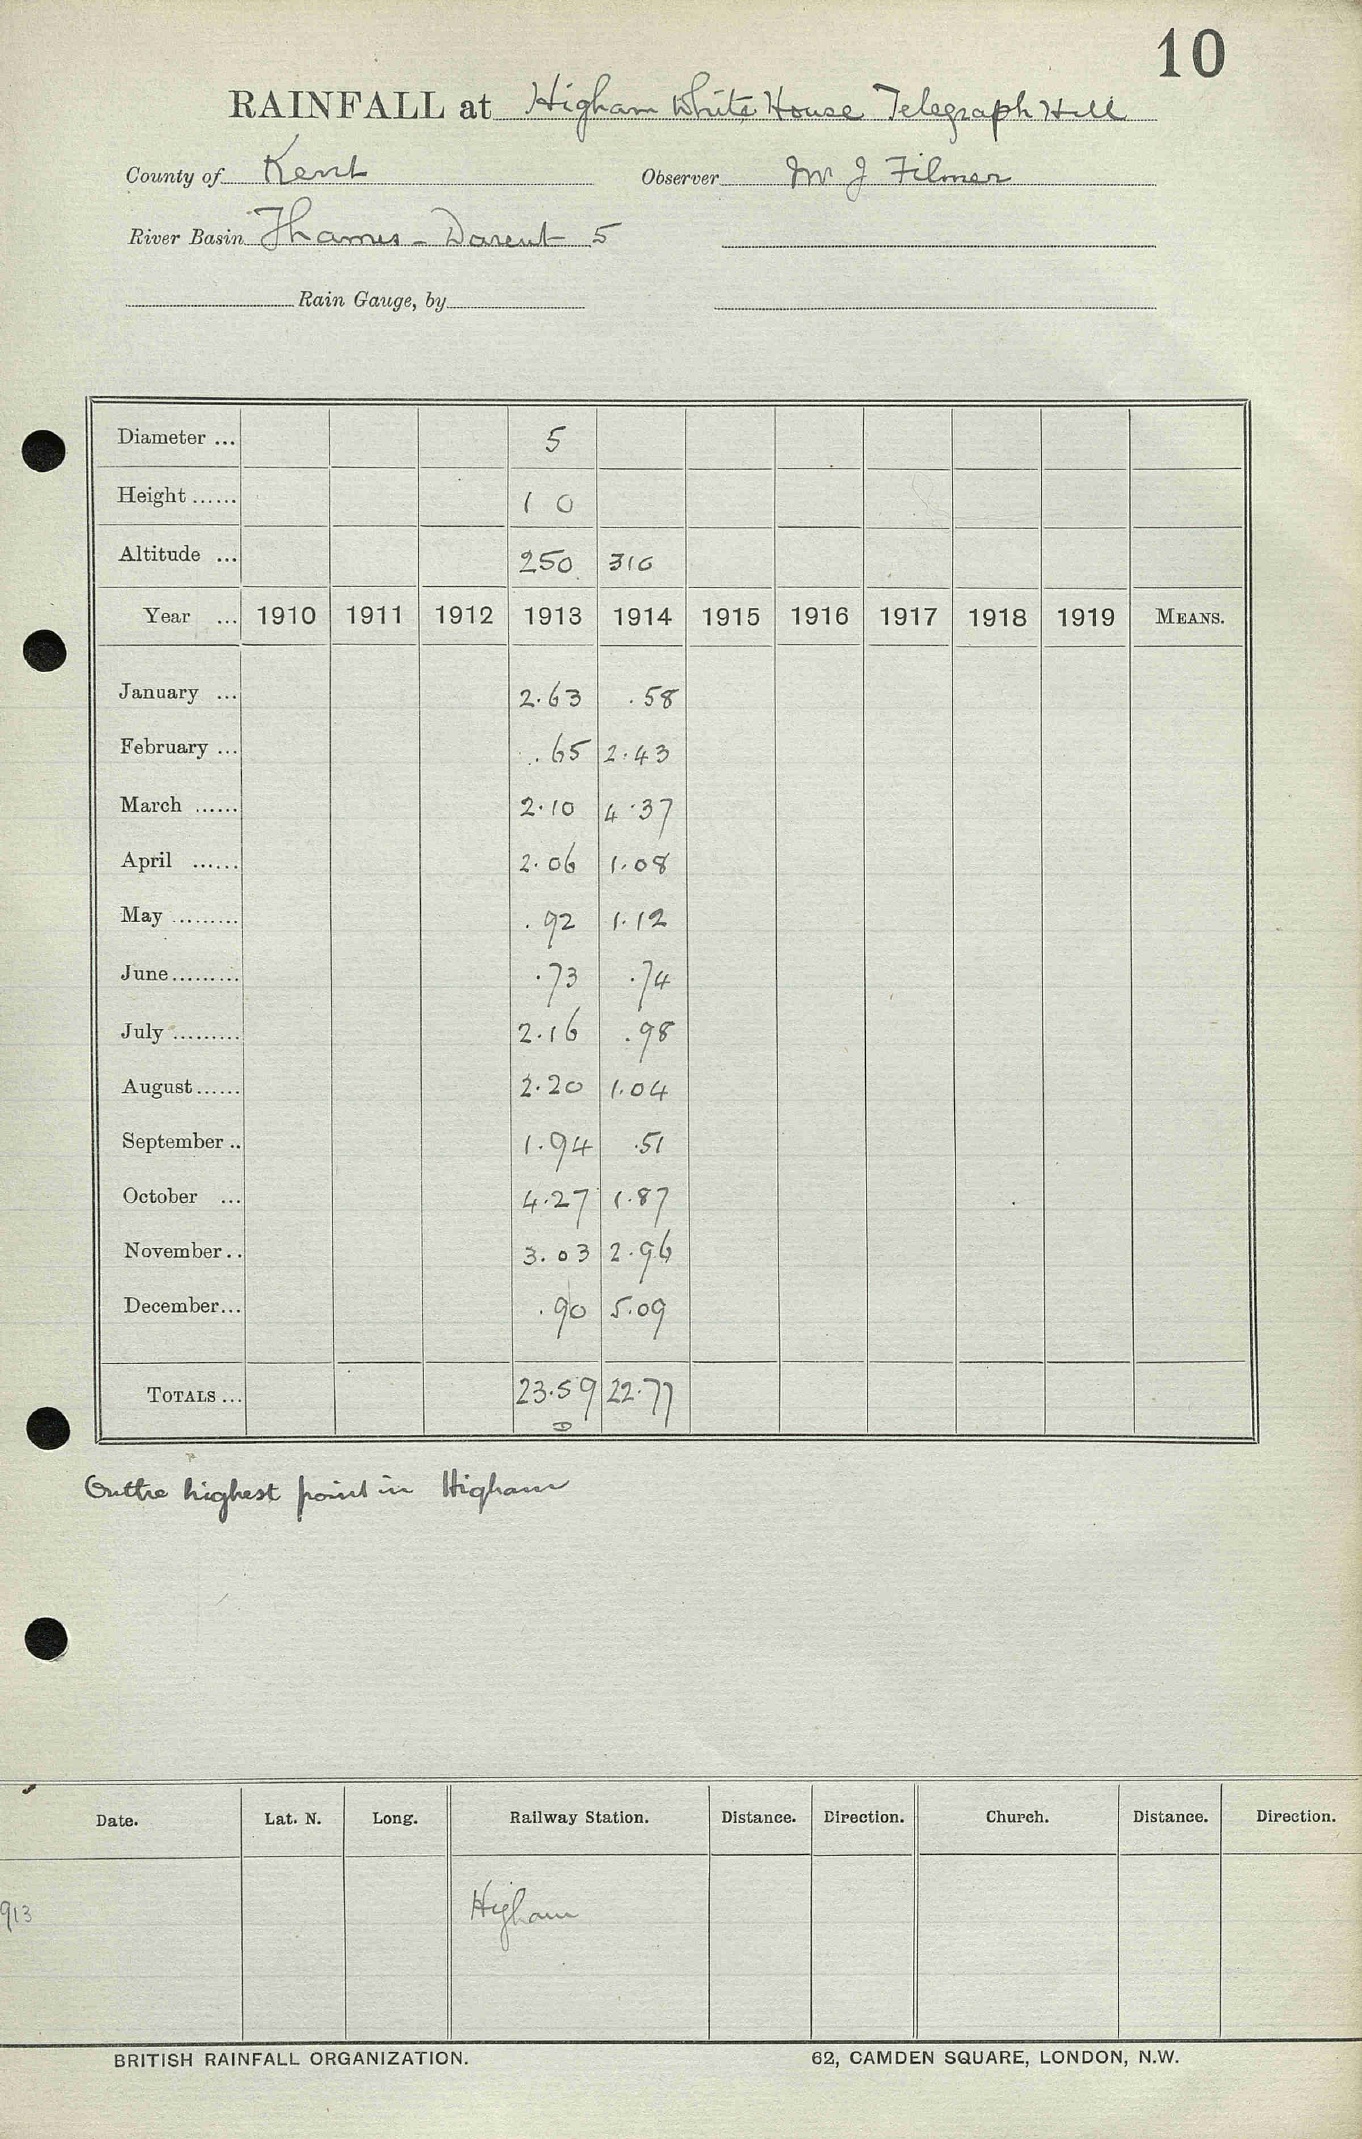 10
RAINFALL at Higham White House Telegraph Hill
County of Kent Observer Mr J Filmer
River Basin Thames - Darent 5
Rain Gauge, by
Diameter ... 5
Height ...... 1 0
Altitude ... 250 310
Year ... 1910 1911 1912 1913 1914 1915 1916 1917 1918 1919 MEANS.
January ... 2.63 .58
February ... .65 2.43
March ...... 2.10 4.37
April ...... 2.06 1.08
May ......... .92 1.12
June ......... .73 .74
July ......... 2.16 .98
August ...... 2.20 1.04
September .. 1.94 .51
October ... 4.27 1.87
November .. 3.03 2.96
December ... .90 5.09
TOTALS ... 23.59 22.77
On the highest point in Higham
Date. Lat. N. Long. Railway Station. Distance. Direction. Church. Distance. Direction.
913 Higham
BRITISH RAINFALL ORGANIZATION. 62, CAMDEN SQUARE, LONDON, N.W.